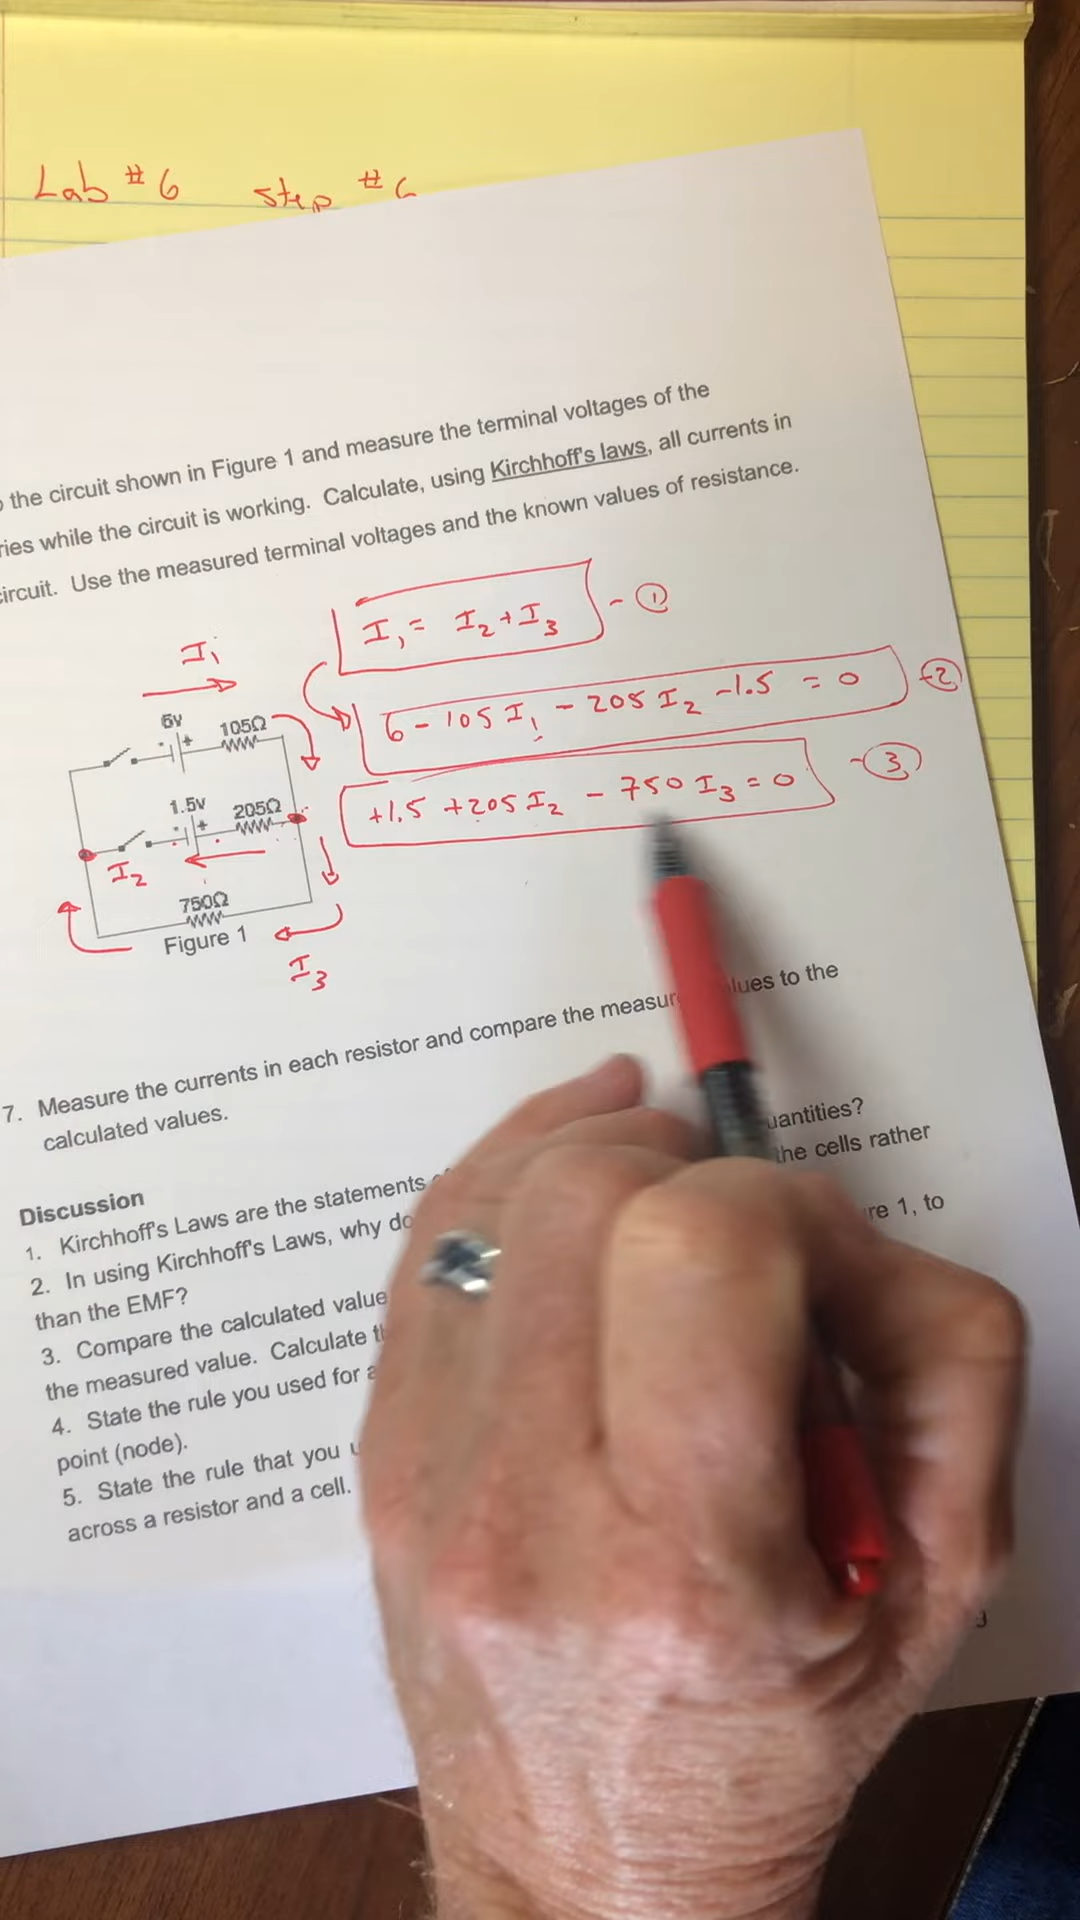 Lab #6 step #6
the circuit shown in Figure 1 and measure the terminal voltages of the
ries while the circuit is working. Calculate, using Kirchhoff's laws, all currents in
circuit. Use the measured terminal voltages and the known values of resistance.
I₁ = I₂ + I₃ - ①
I₁
6 - 105 I₁ - 205 I₂ - 1.5 = 0 - ②
6v 105Ω
+1.5 + 205 I₂ - 750 I₃ = 0 - ③
1.5v 205Ω
I₂
750Ω
Figure 1
I₃
7. Measure the currents in each resistor and compare the measur lues to the
calculated values.
uantities?
Discussion
1. Kirchhoff's Laws are the statements
the cells rather
2. In using Kirchhoff's Laws, why do
than the EMF?
re 1, to
3. Compare the calculated value
the measured value. Calculate t
4. State the rule you used for a
point (node).
5. State the rule that you u
across a resistor and a cell.